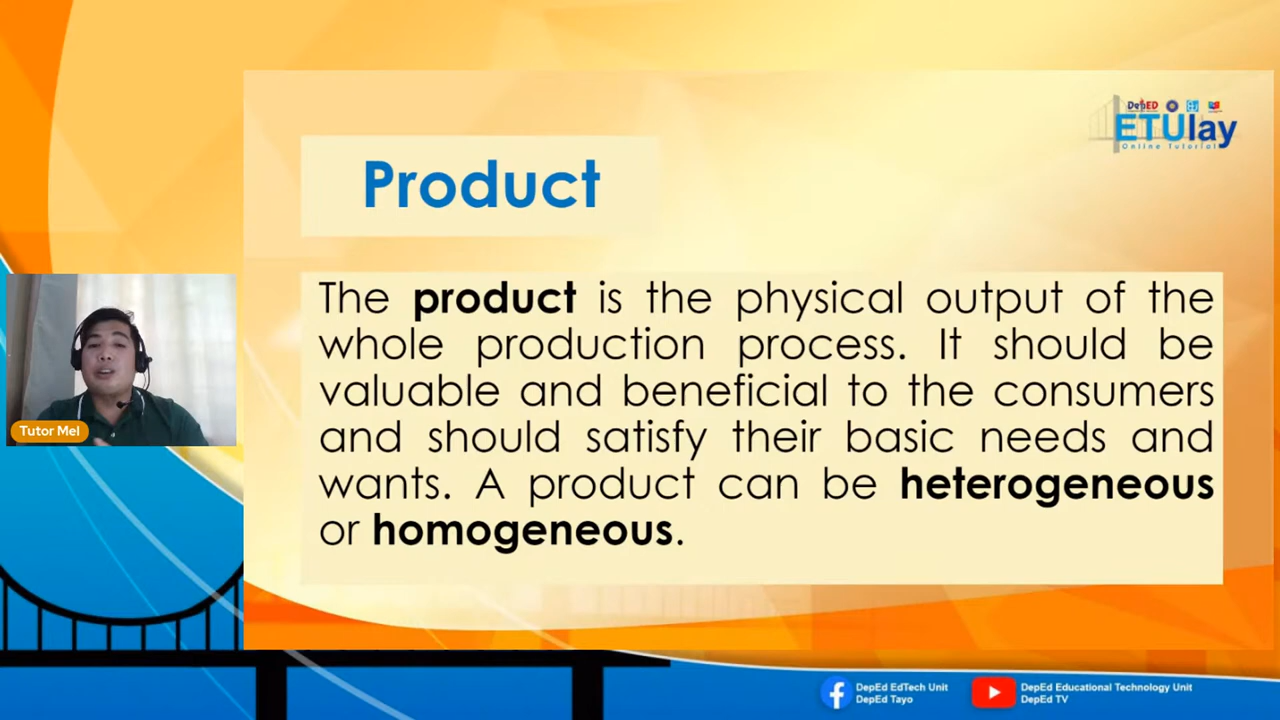 DepED
ETUlay
Online Tutorial
Product
The product is the physical output of the
whole production process. It should be
valuable and beneficial to the consumers
and should satisfy their basic needs and
wants. A product can be heterogeneous
or homogeneous.
Tutor Mel
DepEd EdTech Unit
DepEd Tayo
DepEd Educational Technology Unit
DepEd TV